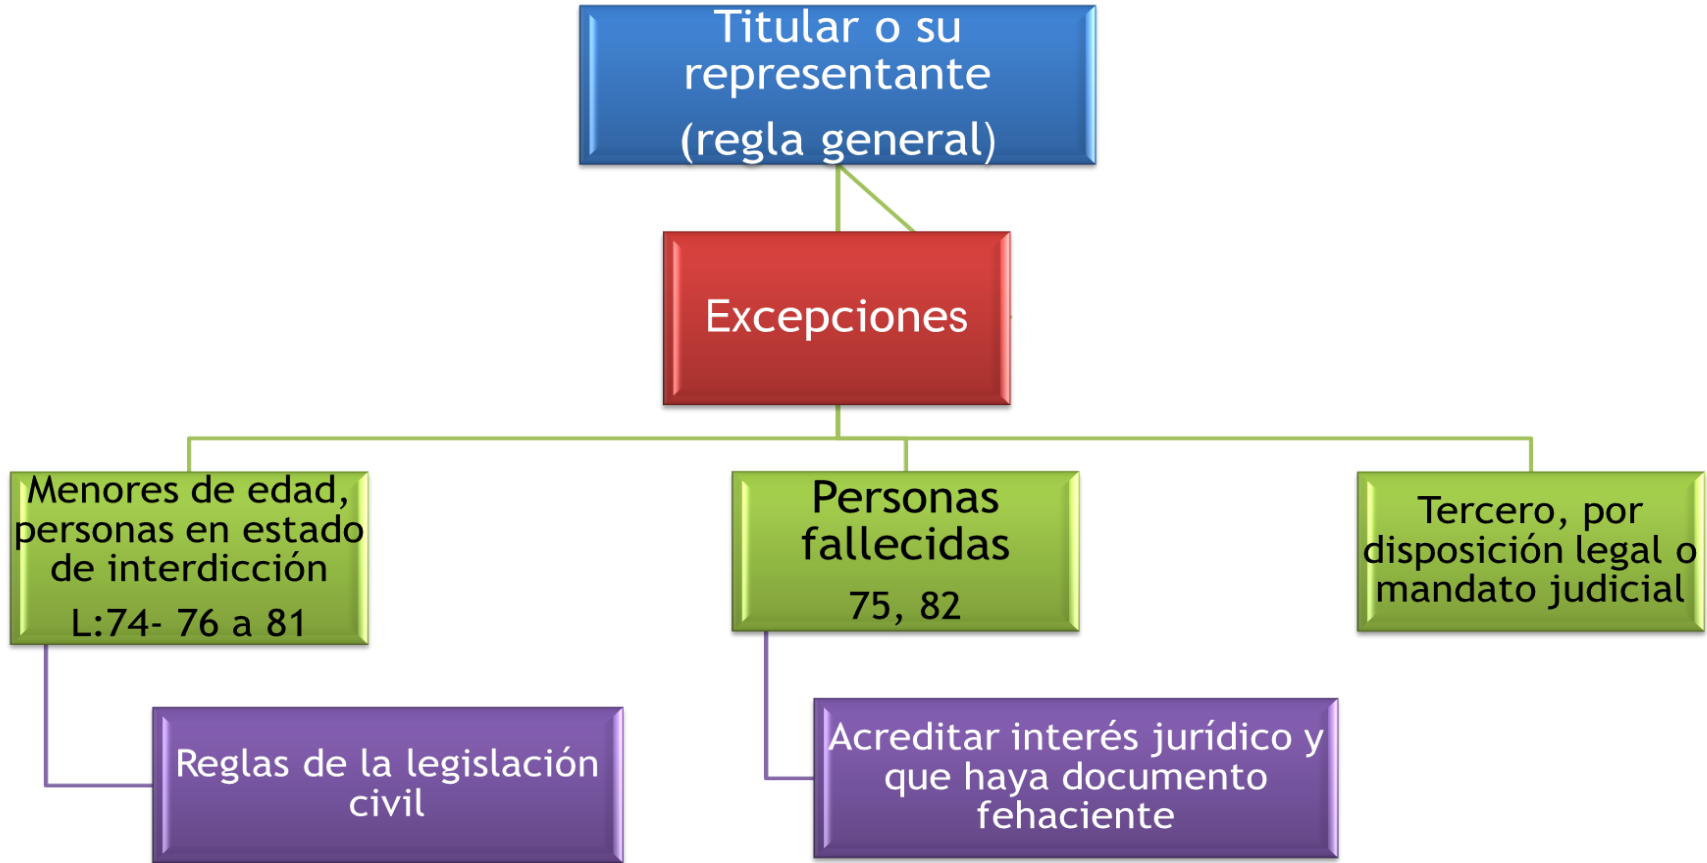 Titular o su
representante
(regla general)
Excepciones
Menores de edad,
personas en estado
de interdicción
L:74- 76 a 81
Personas
fallecidas
75, 82
Tercero, por
disposición legal o
mandato judicial
Reglas de la legislación
civil
Acreditar interés jurídico y
que haya documento
fehaciente